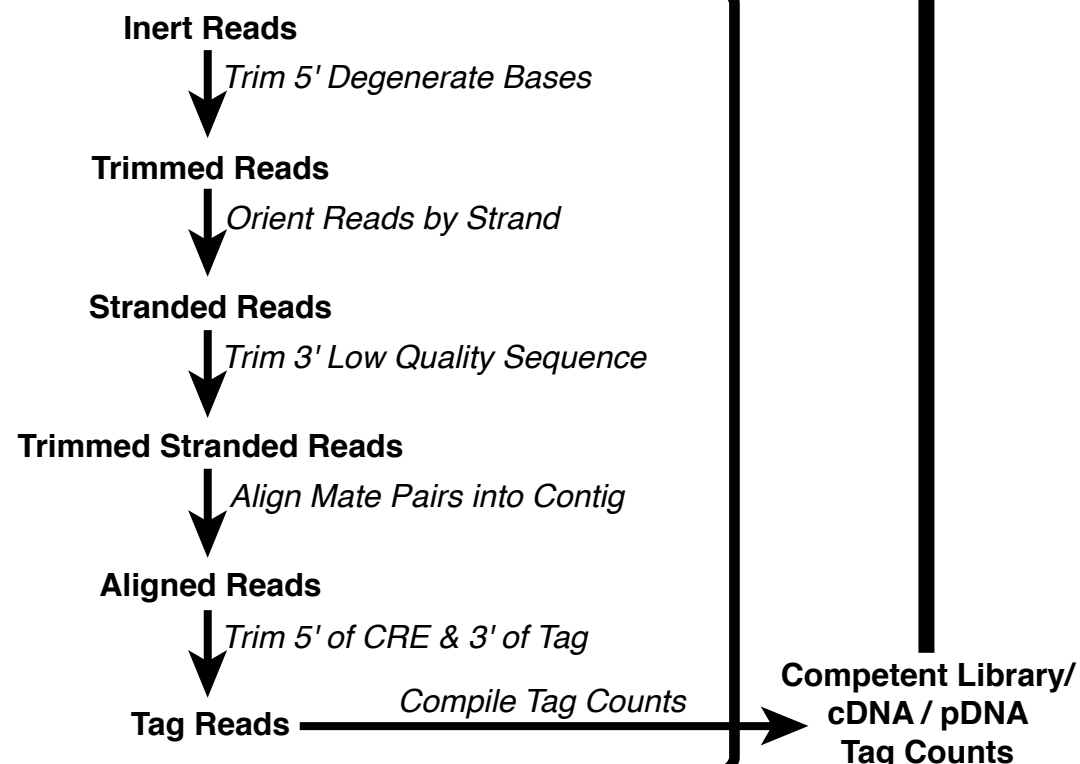 Inert Reads
Trim 5' Degenerate Bases
Trimmed Reads
Orient Reads by Strand
Stranded Reads
Trim 3' Low Quality Sequence
Trimmed Stranded Reads
Align Mate Pairs into Contig
Aligned Reads
Trim 5' of CRE & 3' of Tag
Tag Reads
Compile Tag Counts
Competent Library/
cDNA / pDNA
Tag Counts